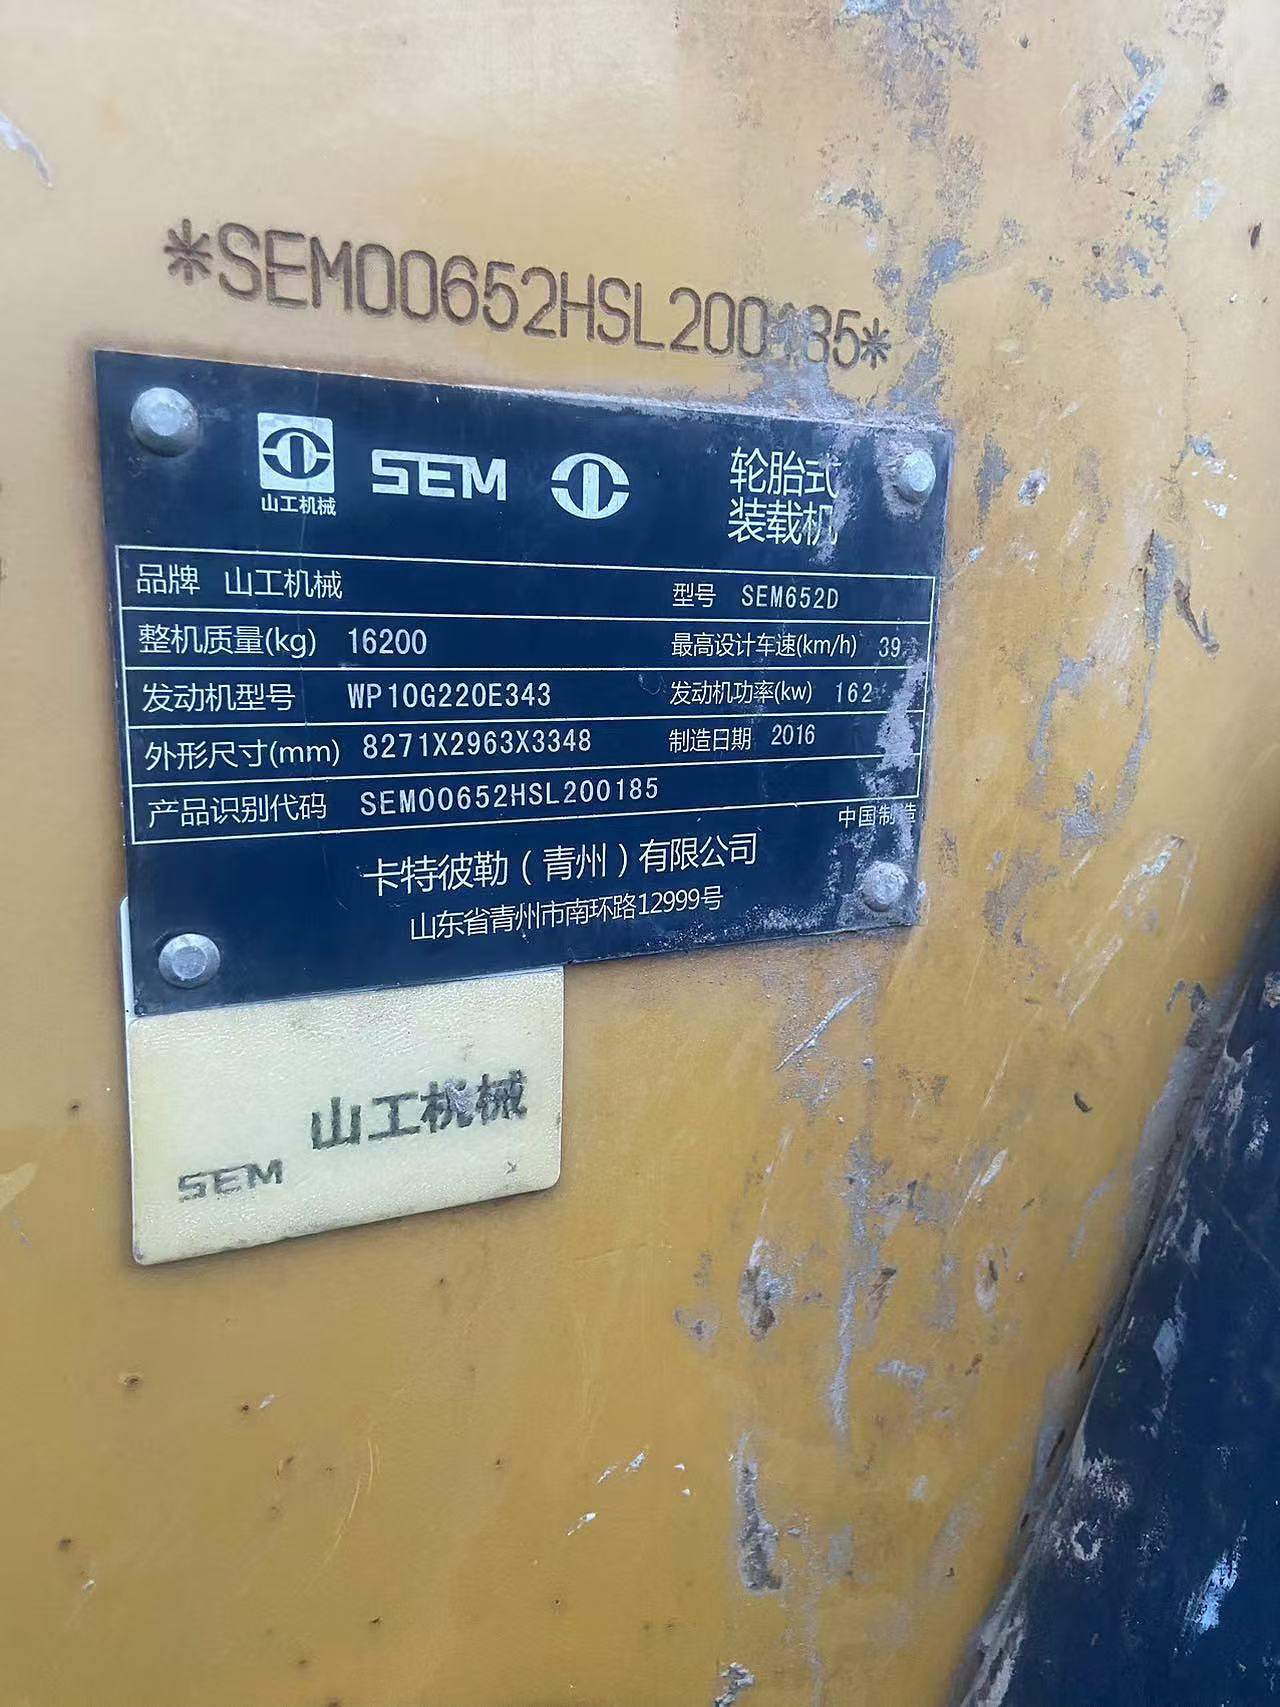 *SEM00652HSL200185*
山工机械
SEM
轮胎式
装载机
品牌 山工机械 型号 SEM652D
整机质量(kg) 16200 最高设计车速(km/h) 39
发动机型号 WP10G220E343 发动机功率(kw) 162
外形尺寸(mm) 8271X2963X3348 制造日期 2016
产品识别代码 SEM00652HSL200185
中国制造
卡特彼勒（青州）有限公司
山东省青州市南环路12999号
山工机械
SEM